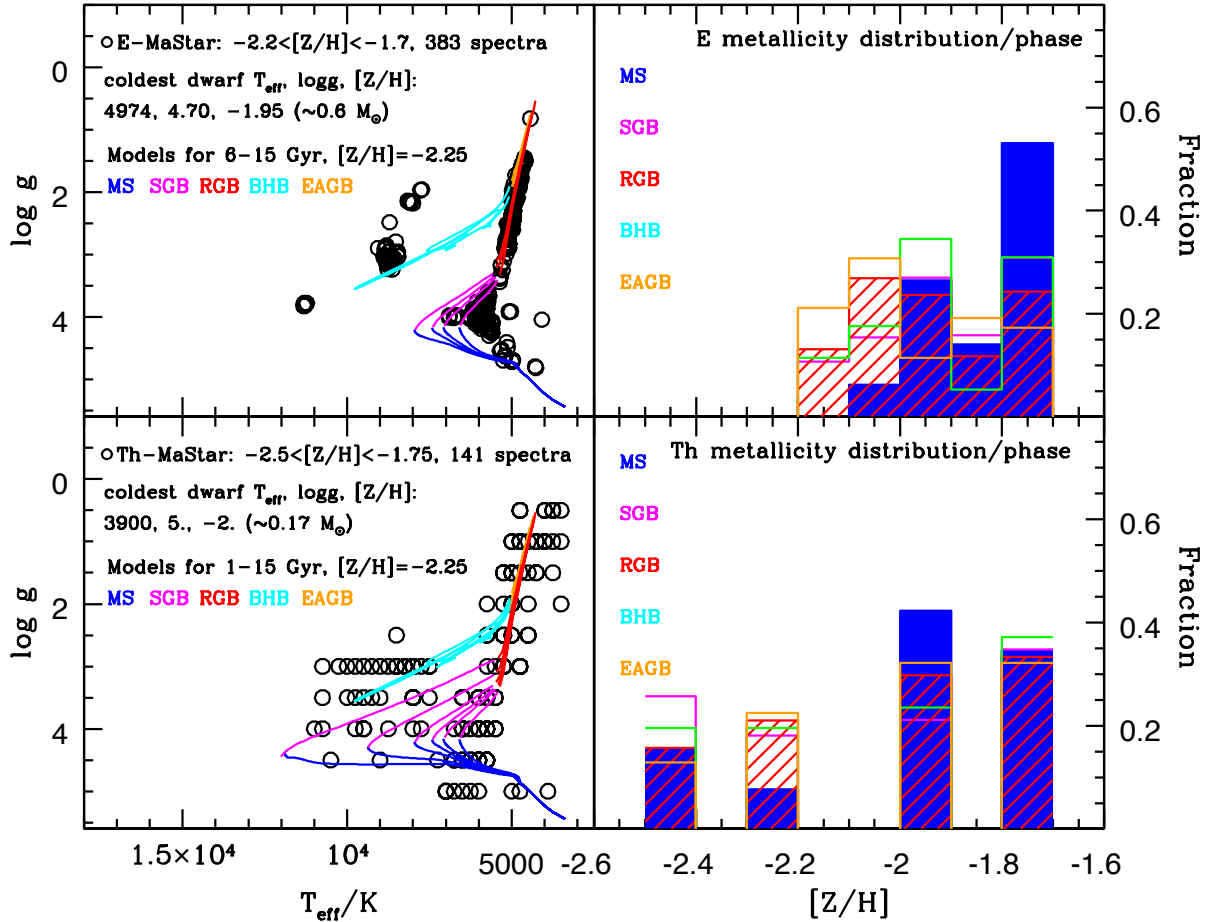 E-MaStar: -2.2<[Z/H]<-1.7, 383 spectra
coldest dwarf T_eff, logg, [Z/H]:
4974, 4.70, -1.95 (~0.6 M⊙)
Models for 6-15 Gyr, [Z/H]=-2.25
MS SGB RGB BHB EAGB
0
2
4
log g
E metallicity distribution/phase
MS
SGB
RGB
BHB
EAGB
0.6
0.4
0.2
Fraction
Th-MaStar: -2.5<[Z/H]<-1.75, 141 spectra
coldest dwarf T_eff, logg, [Z/H]:
3900, 5., -2. (~0.17 M⊙)
Models for 1-15 Gyr, [Z/H]=-2.25
MS SGB RGB BHB EAGB
0
2
4
log g
Th metallicity distribution/phase
MS
SGB
RGB
BHB
EAGB
0.6
0.4
0.2
Fraction
1.5×10⁴ 10⁴ 5000
T_eff/K
-2.6 -2.4 -2.2 -2 -1.8 -1.6
[Z/H]